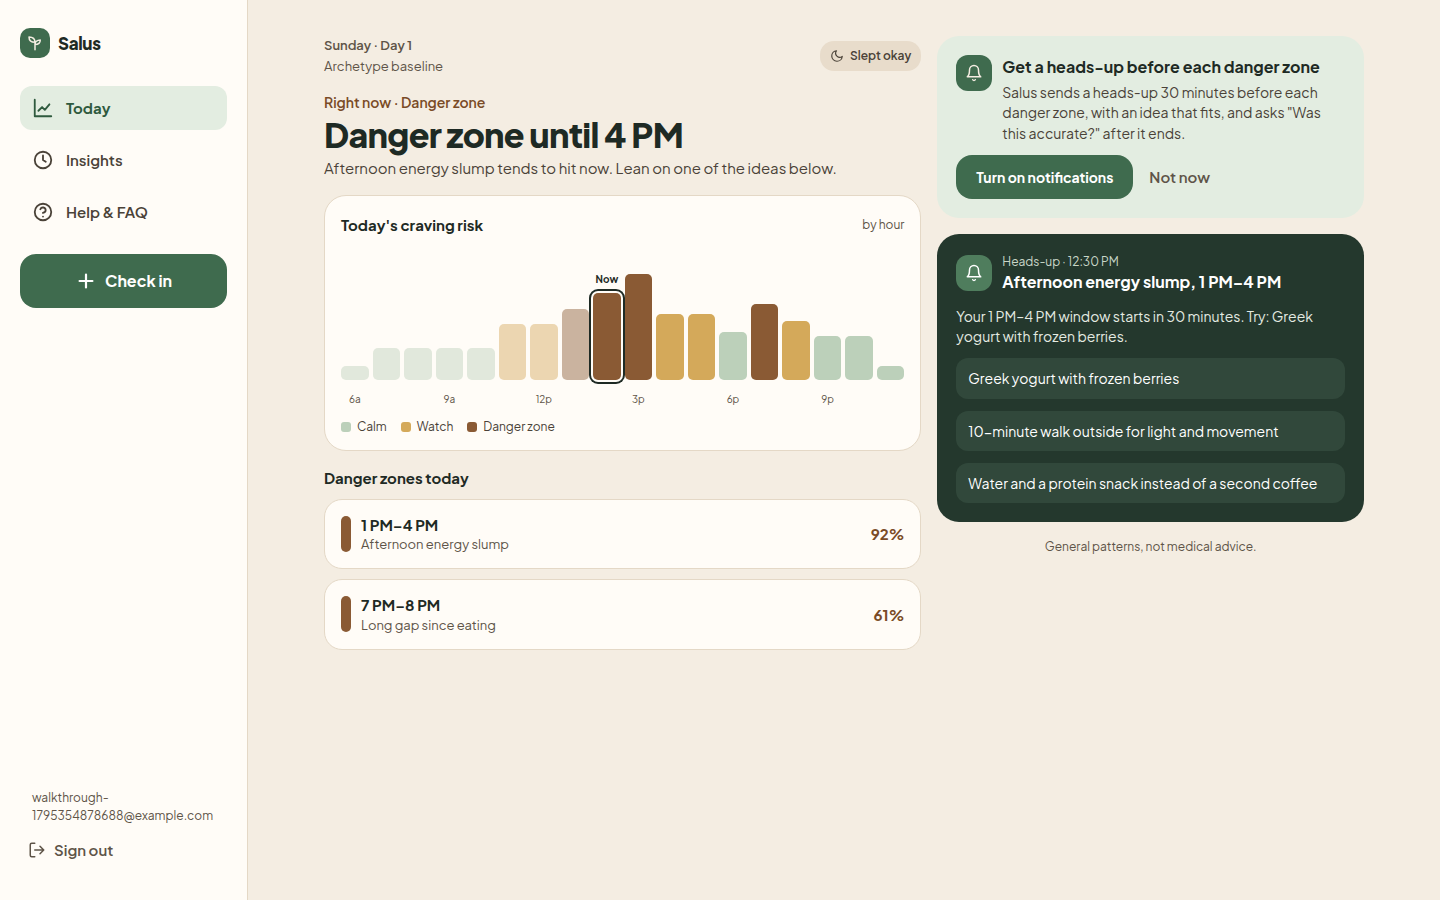 Salus
Today
Insights
Help & FAQ
Check in
walkthrough-
1795354878688@example.com
Sign out
Sunday · Day 1
Archetype baseline
Slept okay
Right now · Danger zone
Danger zone until 4 PM
Afternoon energy slump tends to hit now. Lean on one of the ideas below.
Today's craving risk
by hour
Now
6a 9a 12p 3p 6p 9p
Calm Watch Danger zone
Danger zones today
1 PM–4 PM
Afternoon energy slump
92%
7 PM–8 PM
Long gap since eating
61%
Get a heads-up before each danger zone
Salus sends a heads-up 30 minutes before each
danger zone, with an idea that fits, and asks "Was
this accurate?" after it ends.
Turn on notifications
Not now
Heads-up · 12:30 PM
Afternoon energy slump, 1 PM–4 PM
Your 1 PM–4 PM window starts in 30 minutes. Try: Greek
yogurt with frozen berries.
Greek yogurt with frozen berries
10-minute walk outside for light and movement
Water and a protein snack instead of a second coffee
General patterns, not medical advice.